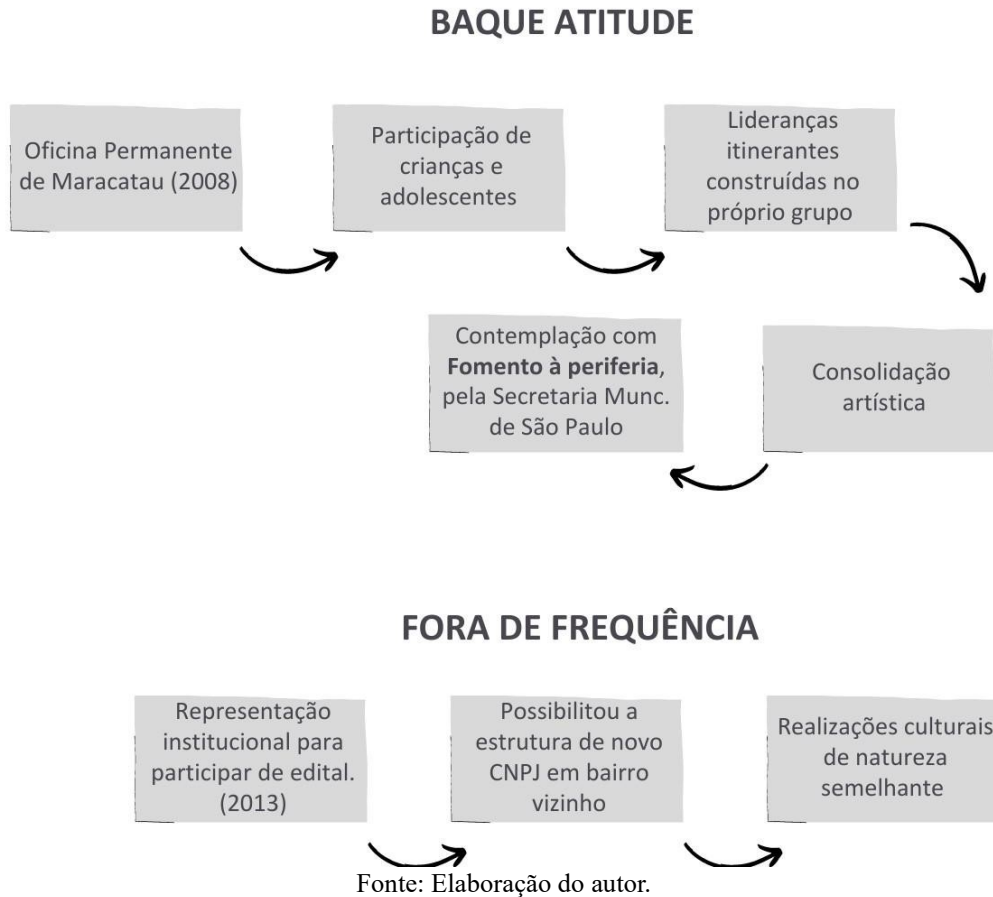 BAQUE ATITUDE
Oficina Permanente
de Maracatau (2008)
Participação de
crianças e
adolescentes
Lideranças
itinerantes
construídas no
próprio grupo
Consolidação
artística
Contemplação com
Fomento à periferia,
pela Secretaria Munc.
de São Paulo
FORA DE FREQUÊNCIA
Representação
institucional para
participar de edital.
(2013)
Possibilitou a
estrutura de novo
CNPJ em bairro
vizinho
Realizações culturais
de natureza
semelhante
Fonte: Elaboração do autor.